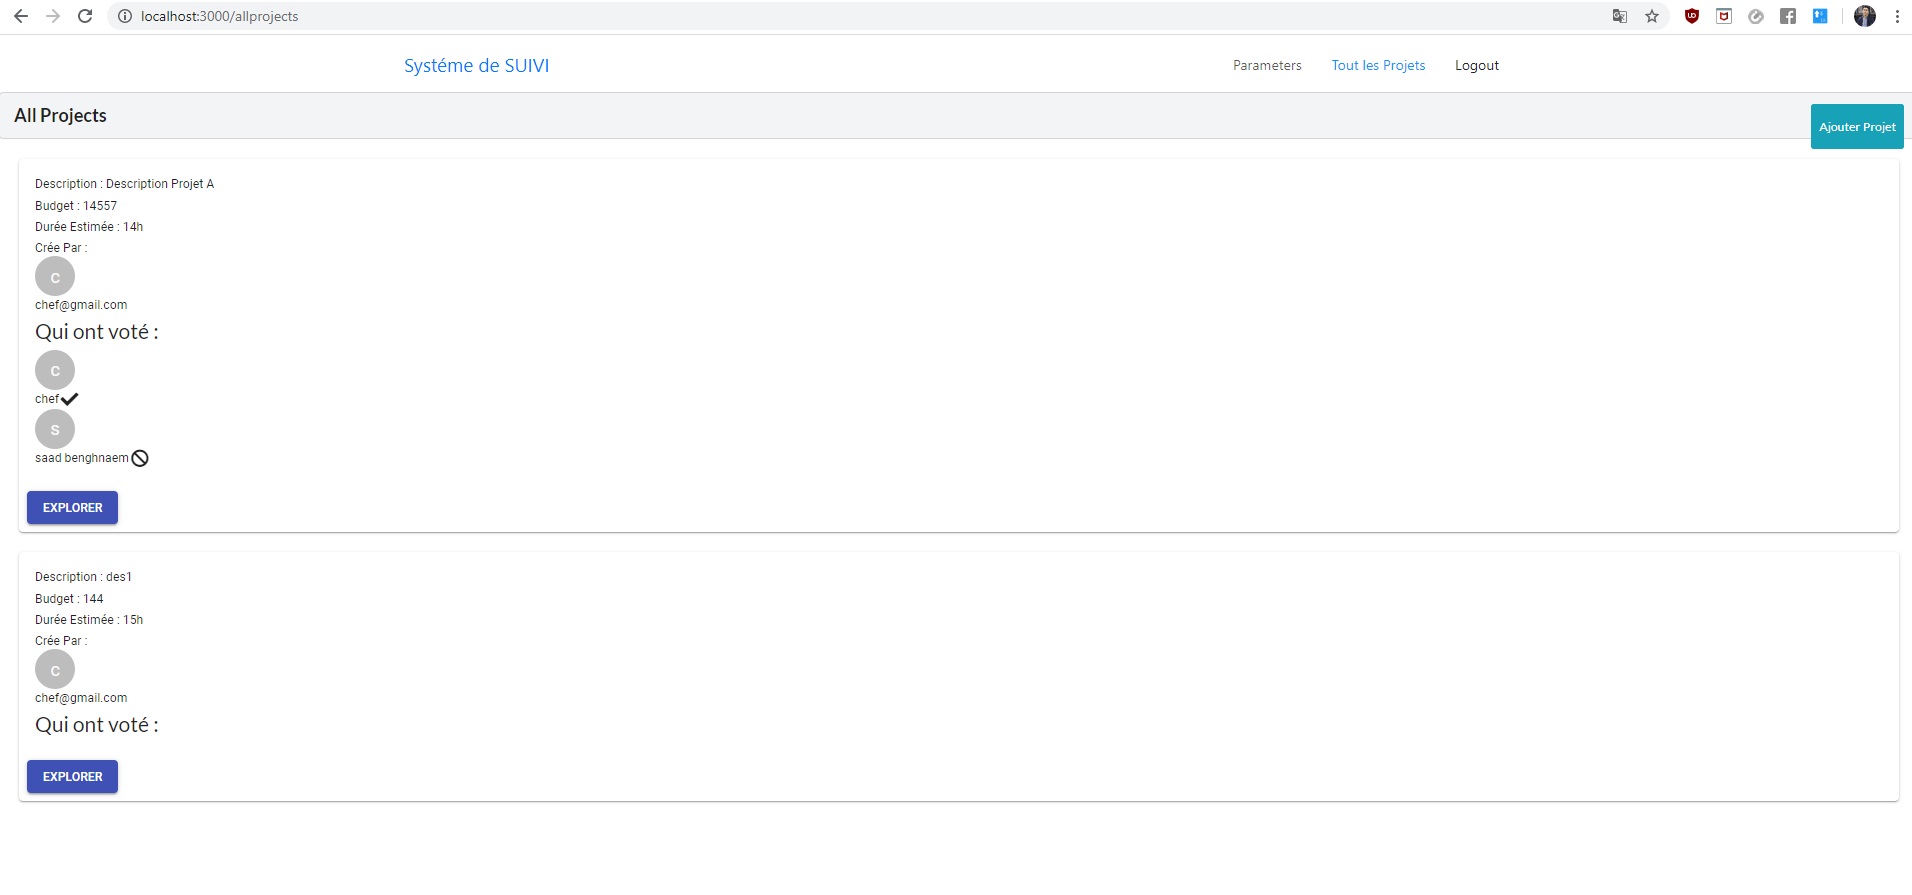 localhost:3000/allprojects
Systéme de SUIVI
Parameters
Tout les Projets
Logout
All Projects
Ajouter Projet
Description : Description Projet A
Budget : 14557
Durée Estimée : 14h
Crée Par :
C
chef@gmail.com
Qui ont voté :
C
chef
S
saad benghnaem
EXPLORER
Description : des1
Budget : 144
Durée Estimée : 15h
Crée Par :
C
chef@gmail.com
Qui ont voté :
EXPLORER